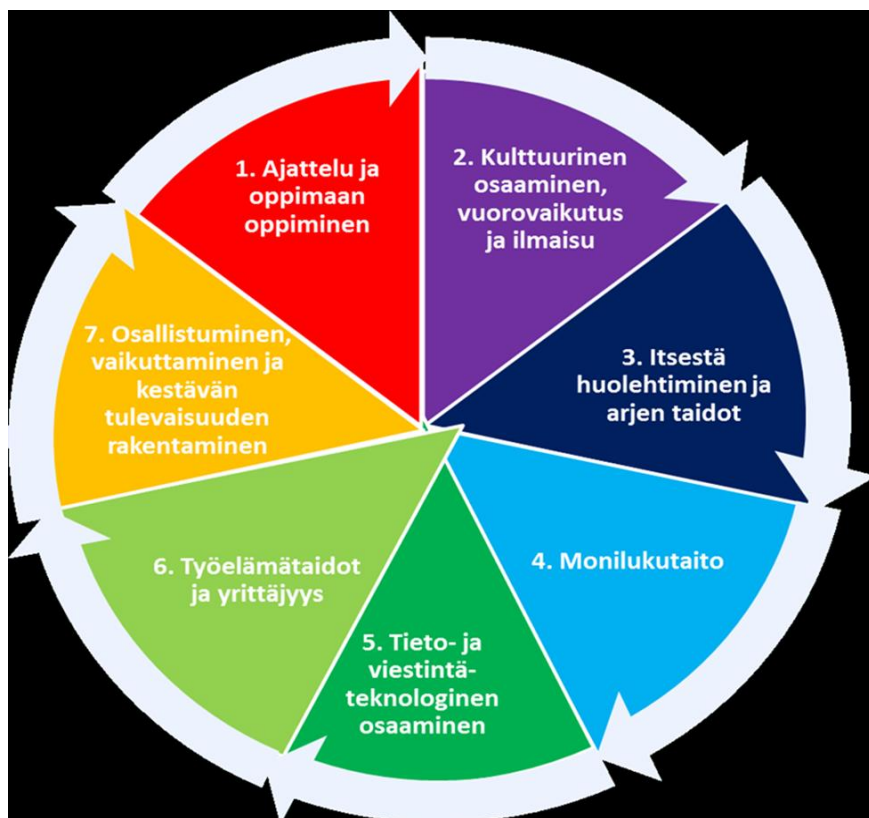 1. Ajattelu ja
oppimaan
oppiminen
2. Kulttuurinen
osaaminen,
vuorovaikutus
ja ilmaisu
3. Itsestä
huolehtiminen ja
arjen taidot
4. Monilukutaito
5. Tieto- ja
viestintä-
teknologinen
osaaminen
6. Työelämätaidot
ja yrittäjyys
7. Osallistuminen,
vaikuttaminen ja
kestävän
tulevaisuuden
rakentaminen